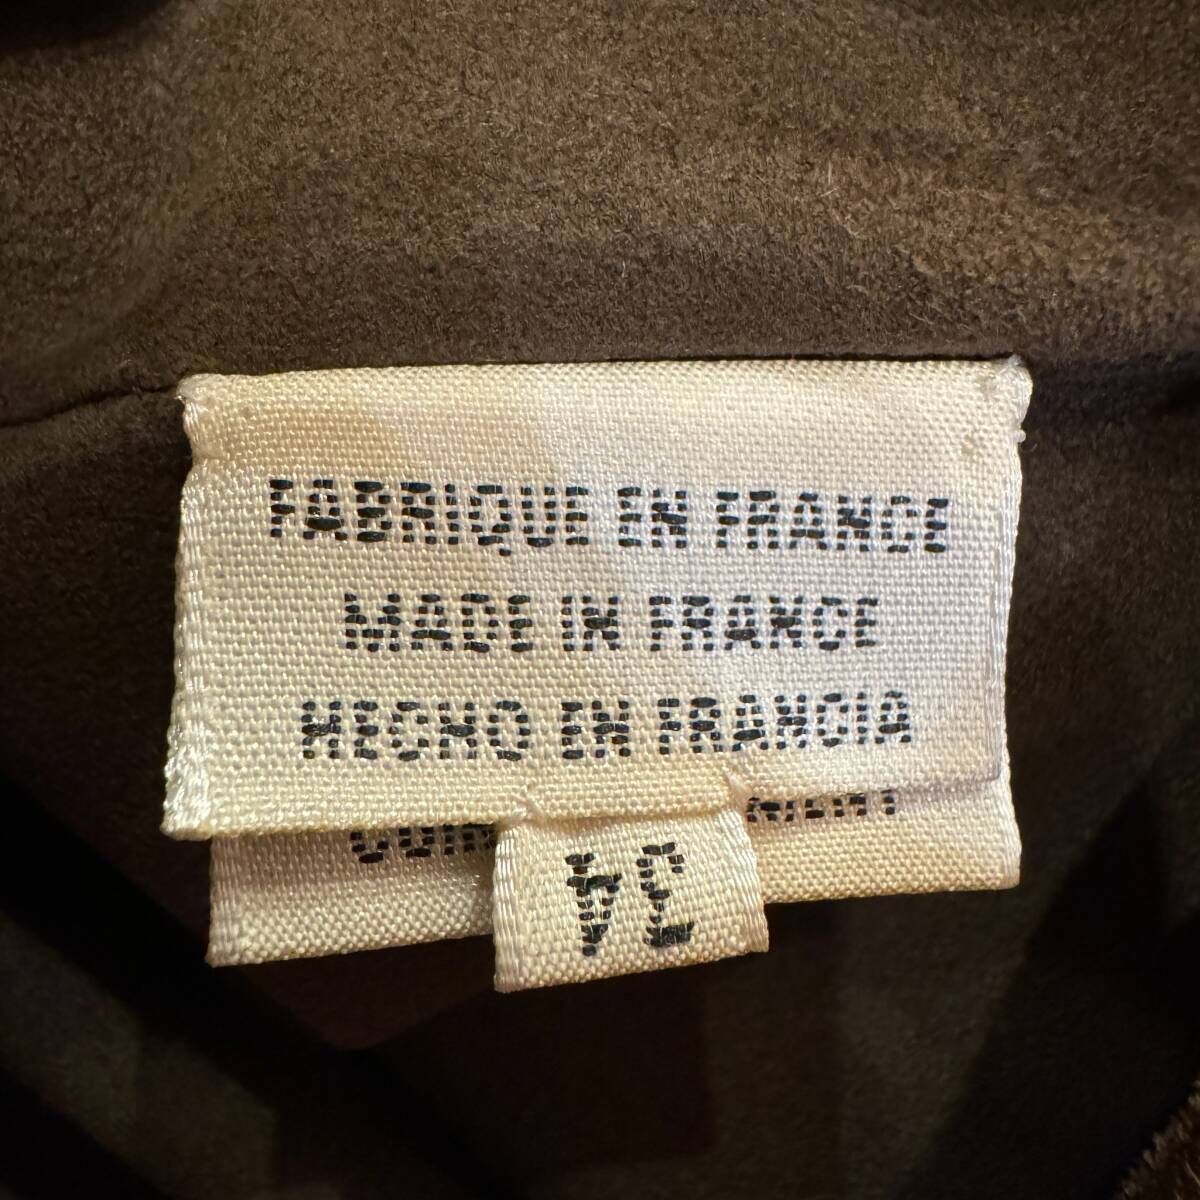 FABRIQUE EN FRANCE
MADE IN FRANCE
HECHO EN FRANCIA
34